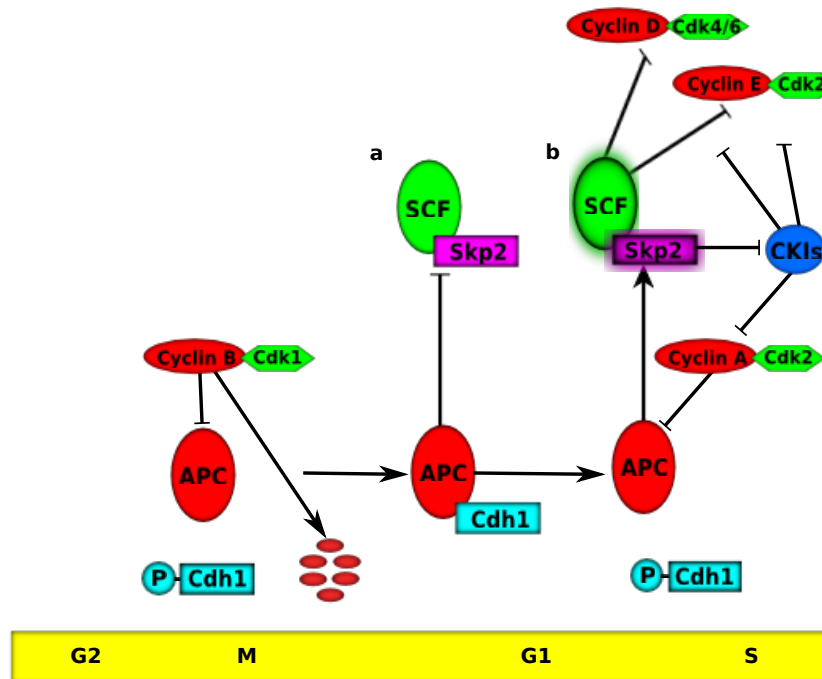 Cyclin D Cdk4/6
Cyclin E Cdk2
a
b
SCF
SCF
Skp2
Skp2
CKIs
Cyclin B Cdk1
Cyclin A Cdk2
APC
APC
APC
Cdh1
P Cdh1
P Cdh1
G2 M G1 S